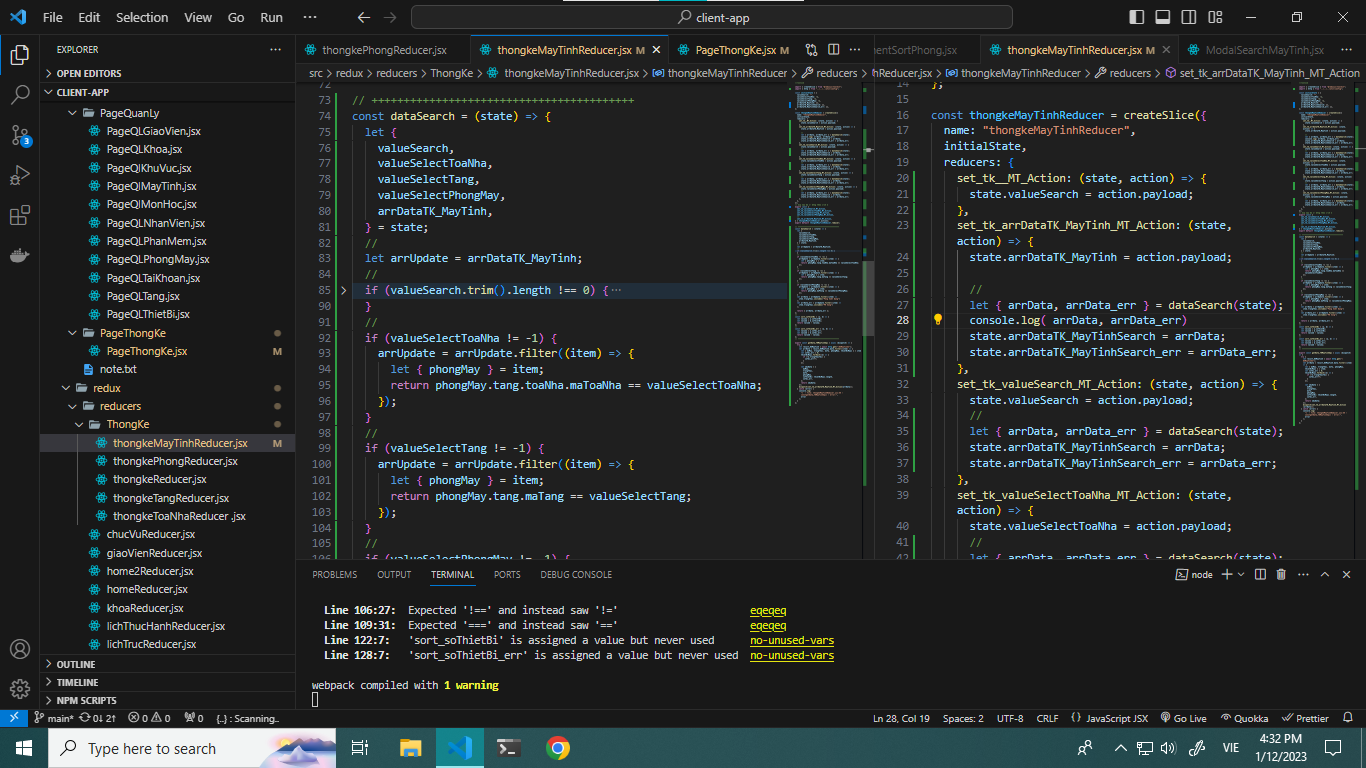 File Edit Selection View Go Run ··· client-app
EXPLORER ···
OPEN EDITORS
CLIENT-APP
PageQuanLy
PageQLGiaoVien.jsx
PageQLKhoa.jsx
PageQlKhuVuc.jsx
PageQlMayTinh.jsx
PageQlMonHoc.jsx
PageQLNhanVien.jsx
PageQLPhanMem.jsx
PageQLPhongMay.jsx
PageQLTaiKhoan.jsx
PageQLTang.jsx
PageQLThietBi.jsx
PageThongKe
PageThongKe.jsx M
note.txt
redux
reducers
ThongKe
thongkeMayTinhReducer.jsx M
thongkePhongReducer.jsx
thongkeReducer.jsx
thongkeTangReducer.jsx
thongkeToaNhaReducer .jsx
chucVuReducer.jsx
giaoVienReducer.jsx
home2Reducer.jsx
homeReducer.jsx
khoaReducer.jsx
lichThucHanhReducer.jsx
lichTrucReducer.jsx
OUTLINE
TIMELINE
NPM SCRIPTS
3
thongkePhongReducer.jsx thongkeMayTinhReducer.jsx M PageThongKe.jsx M ···
src > redux > reducers > ThongKe > thongkeMayTinhReducer.jsx > thongkeMayTinhReducer > reducers
72
73 // +++++++++++++++++++++++++++++++++++++++++
74 const dataSearch = (state) => {
75 let {
76 valueSearch,
77 valueSelectToaNha,
78 valueSelectTang,
79 valueSelectPhongMay,
80 arrDataTK_MayTinh,
81 } = state;
82 //
83 let arrUpdate = arrDataTK_MayTinh;
84 //
85 if (valueSearch.trim().length !== 0) {···
90 }
91 //
92 if (valueSelectToaNha != -1) {
93 arrUpdate = arrUpdate.filter((item) => {
94 let { phongMay } = item;
95 return phongMay.tang.toaNha.maToaNha == valueSelectToaNha;
96 });
97 }
98 //
99 if (valueSelectTang != -1) {
100 arrUpdate = arrUpdate.filter((item) => {
101 let { phongMay } = item;
102 return phongMay.tang.maTang == valueSelectTang;
103 });
104 }
105 //
106 if (valueSelectPhongMay != -1) {
nentSortPhong.jsx thongkeMayTinhReducer.jsx M ModalSearchMayTinh.jsx ···
hReducer.jsx > thongkeMayTinhReducer > reducers > set_tk_arrDataTK_MayTinh_MT_Action
14 };
15
16 const thongkeMayTinhReducer = createSlice({
17 name: "thongkeMayTinhReducer",
18 initialState,
19 reducers: {
20 set_tk__MT_Action: (state, action) => {
21 state.valueSearch = action.payload;
22 },
23 set_tk_arrDataTK_MayTinh_MT_Action: (state,
action) => {
24 state.arrDataTK_MayTinh = action.payload;
25
26 //
27 let { arrData, arrData_err } = dataSearch(state);
28 console.log( arrData, arrData_err)
29 state.arrDataTK_MayTinhSearch = arrData;
30 state.arrDataTK_MayTinhSearch_err = arrData_err;
31 },
32 set_tk_valueSearch_MT_Action: (state, action) => {
33 state.valueSearch = action.payload;
34 //
35 let { arrData, arrData_err } = dataSearch(state);
36 state.arrDataTK_MayTinhSearch = arrData;
37 state.arrDataTK_MayTinhSearch_err = arrData_err;
38 },
39 set_tk_valueSelectToaNha_MT_Action: (state,
action) => {
40 state.valueSelectToaNha = action.payload;
41 //
42 let { arrData, arrData_err } = dataSearch(state);
PROBLEMS OUTPUT TERMINAL PORTS DEBUG CONSOLE node
Line 106:27: Expected '!==' and instead saw '!=' eqeqeq
Line 109:31: Expected '===' and instead saw '==' eqeqeq
Line 122:7: 'sort_soThietBi' is assigned a value but never used no-unused-vars
Line 128:7: 'sort_soThietBi_err' is assigned a value but never used no-unused-vars
webpack compiled with 1 warning
main* 0↓ 2↑ 0 0 0 {..} : Scanning.. Ln 28, Col 19 Spaces: 2 UTF-8 CRLF JavaScript JSX Go Live Quokka Prettier
Type here to search VIE 4:32 PM
1/12/2023